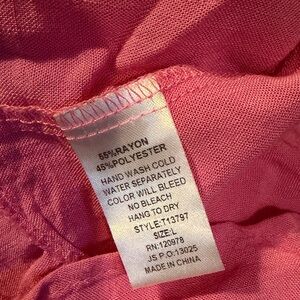 55%RAYON
45%POLYESTER
HAND WASH COLD
WATER SEPARATELY
COLOR WILL BLEED
NO BLEACH
HANG TO DRY
STYLE:T13797
SIZE:L
RN:120978
JS P.O:13025
MADE IN CHINA